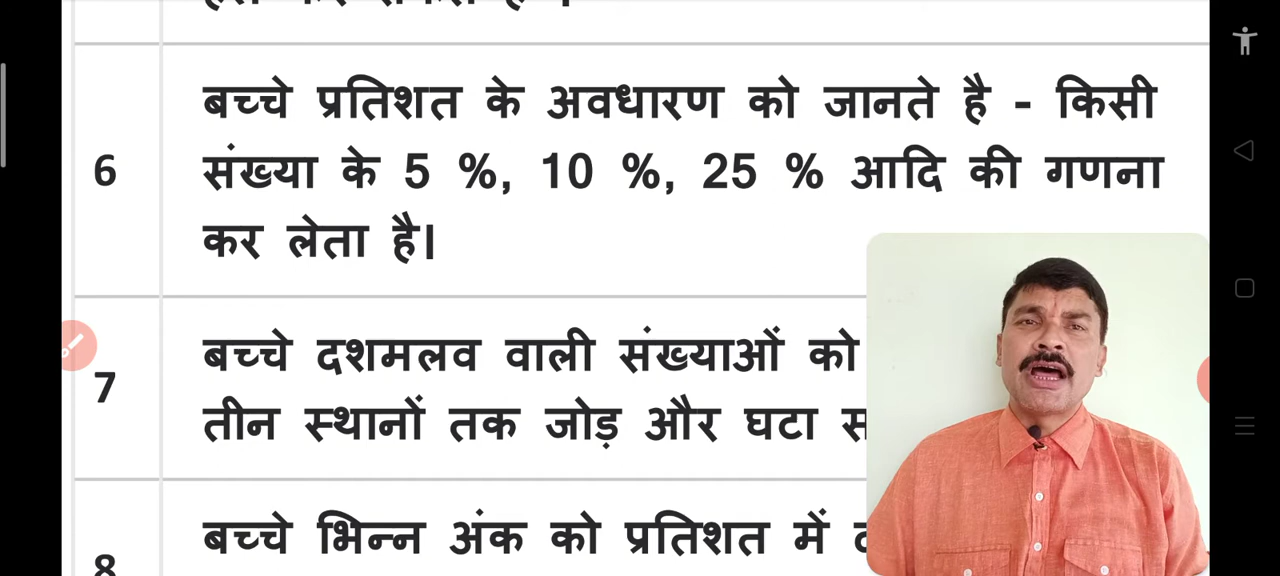 6
बच्चे प्रतिशत के अवधारण को जानते है - किसी
संख्या के 5 %, 10 %, 25 % आदि की गणना
कर लेता है।
7
बच्चे दशमलव वाली संख्याओं को
तीन स्थानों तक जोड़ और घटा
8
बच्चे भिन्न अंक को प्रतिशत में